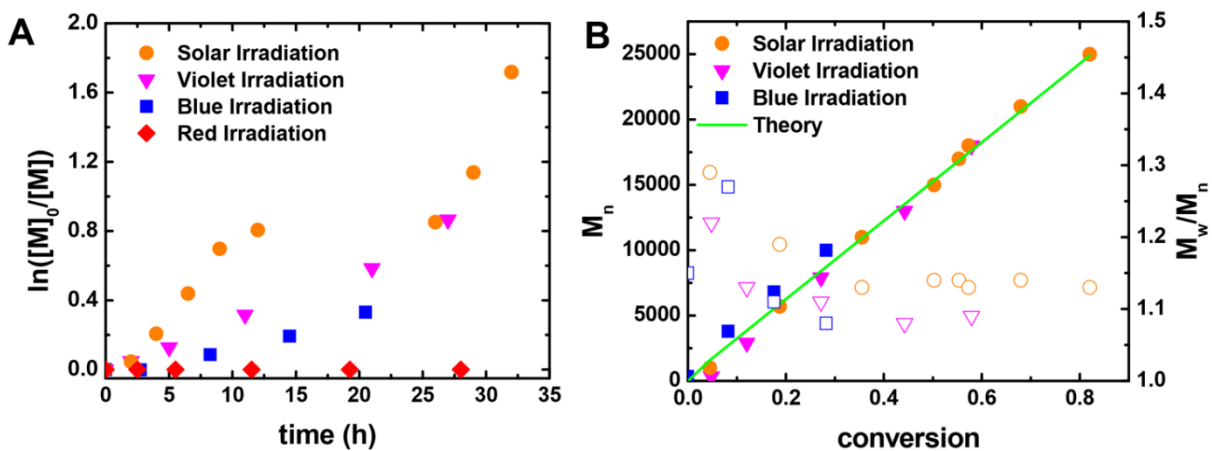 A
2.0
1.6
1.2
0.8
0.4
0.0
ln([M]0/[M])
Solar Irradiation
Violet Irradiation
Blue Irradiation
Red Irradiation
0 5 10 15 20 25 30 35
time (h)
B
25000
20000
15000
10000
5000
0
Mn
Solar Irradiation
Violet Irradiation
Blue Irradiation
Theory
0.0 0.2 0.4 0.6 0.8
conversion
1.5
1.4
1.3
1.2
1.1
1.0
Mw/Mn